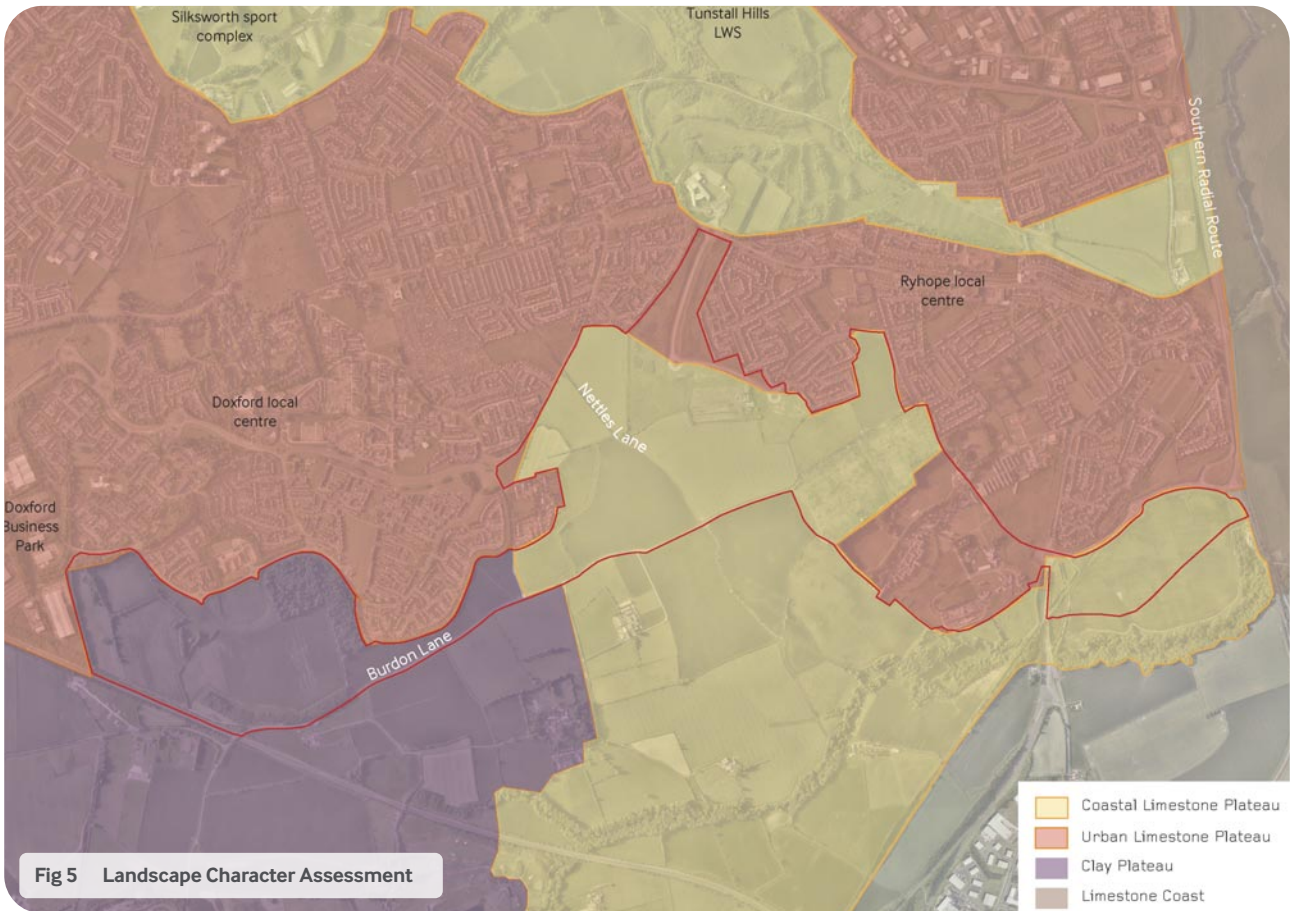 Silksworth sport
complex
Tunstall Hills
LWS
Southern Radial Route
Ryhope local
centre
Nettles Lane
Doxford local
centre
Doxford
Business
Park
Burdon Lane
Coastal Limestone Plateau
Urban Limestone Plateau
Clay Plateau
Limestone Coast
Fig 5 Landscape Character Assessment